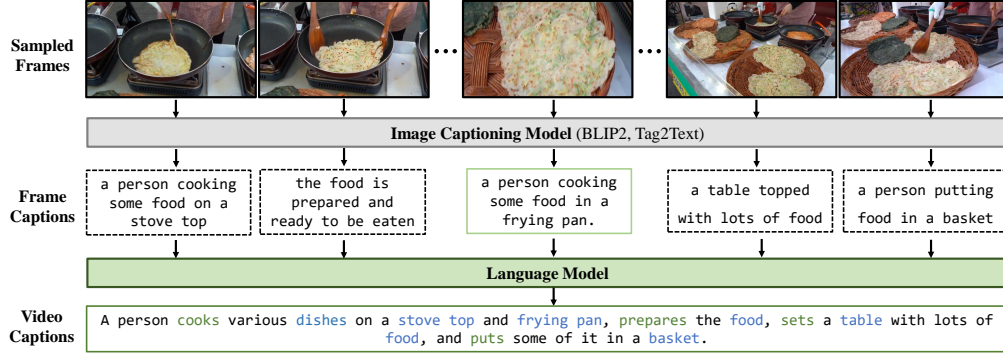 Sampled
Frames
Image Captioning Model (BLIP2, Tag2Text)
Frame
Captions
a person cooking
some food on a
stove top
the food is
prepared and
ready to be eaten
a person cooking
some food in a
frying pan.
a table topped
with lots of food
a person putting
food in a basket
Language Model
Video
Captions
A person cooks various dishes on a stove top and frying pan, prepares the food, sets a table with lots of
food, and puts some of it in a basket.